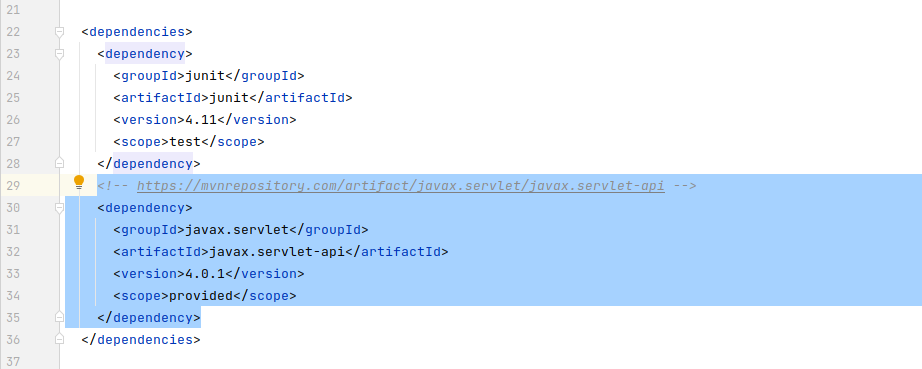 21
22 <dependencies>
23 <dependency>
24 <groupId>junit</groupId>
25 <artifactId>junit</artifactId>
26 <version>4.11</version>
27 <scope>test</scope>
28 </dependency>
29 <!-- https://mvnrepository.com/artifact/javax.servlet/javax.servlet-api -->
30 <dependency>
31 <groupId>javax.servlet</groupId>
32 <artifactId>javax.servlet-api</artifactId>
33 <version>4.0.1</version>
34 <scope>provided</scope>
35 </dependency>
36 </dependencies>
37